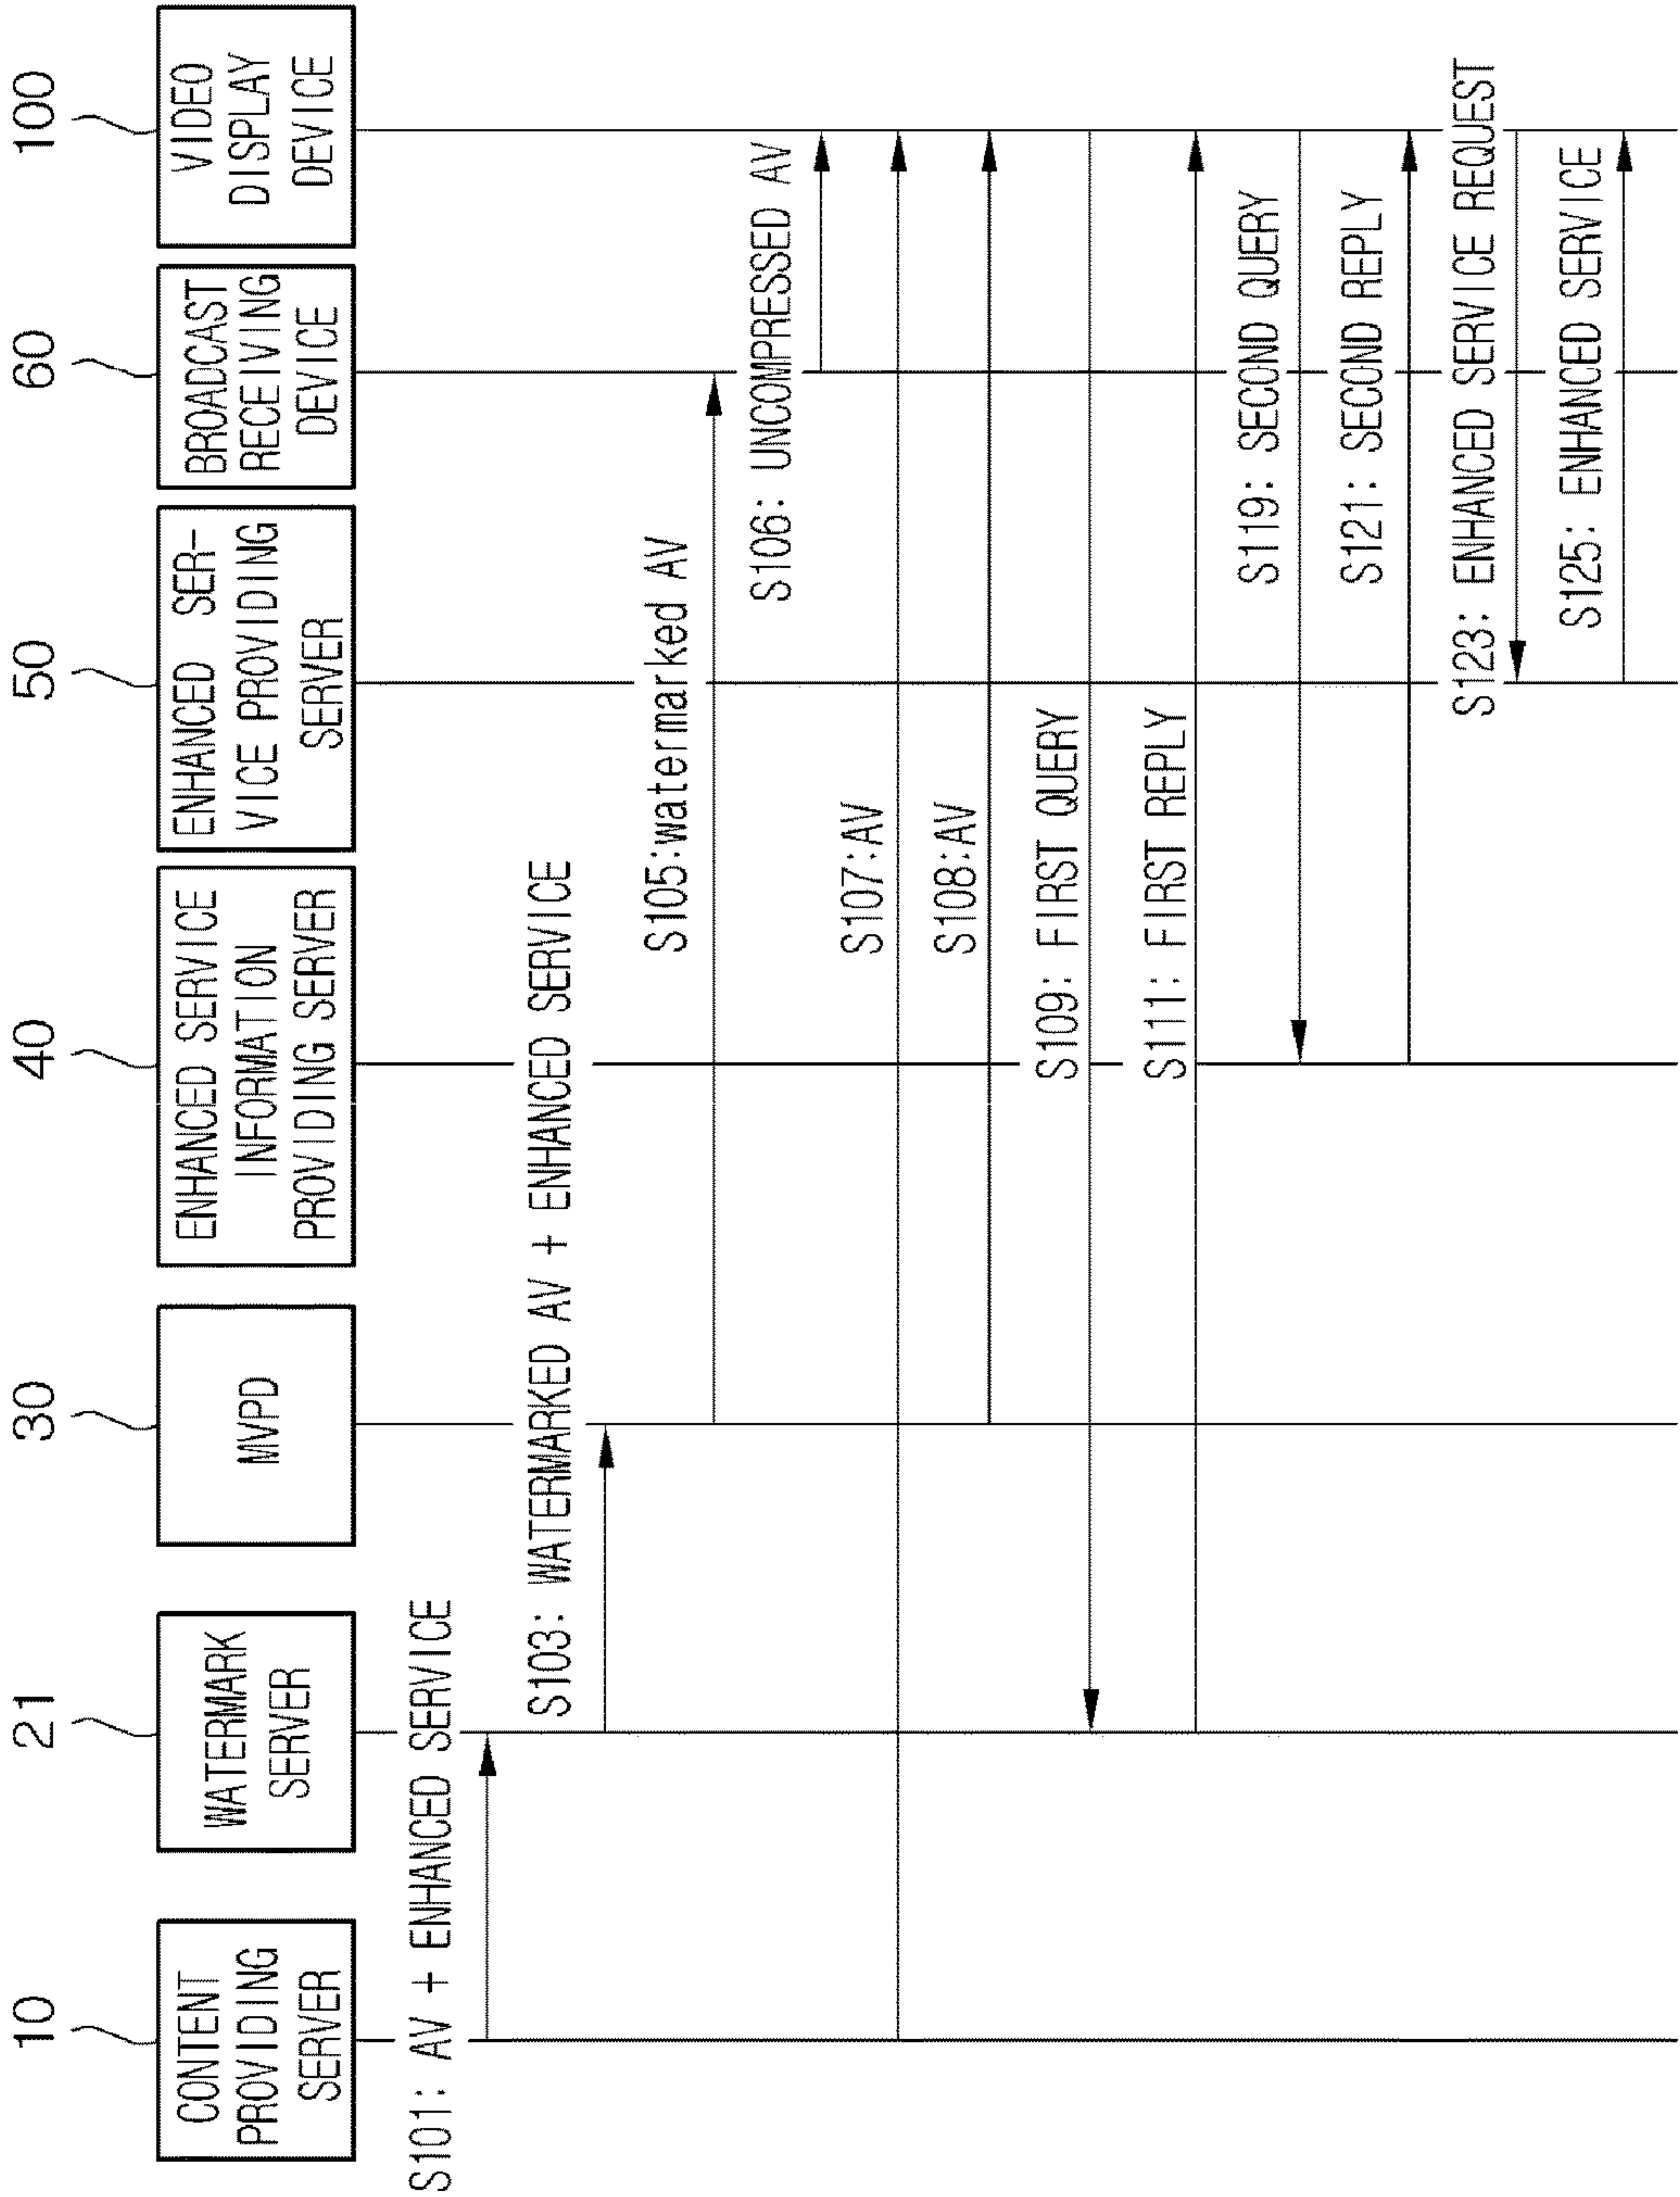 10
21
30
40
50
60
100
CONTENT
PROVIDING
SERVER
WATERMARK
SERVER
MVPD
ENHANCED SERVICE
INFORMATION
PROVIDING SERVER
ENHANCED SER-
VICE PROVIDING
SERVER
BROADCAST
RECEIVING
DEVICE
VIDEO
DISPLAY
DEVICE
S101: AV + ENHANCED SERVICE
S103: WATERMARKED AV + ENHANCED SERVICE
S105:watermarked AV
S106: UNCOMPRESSED AV
S107:AV
S108:AV
S109: FIRST QUERY
S111: FIRST REPLY
S119: SECOND QUERY
S121: SECOND REPLY
S123: ENHANCED SERVICE REQUEST
S125: ENHANCED SERVICE